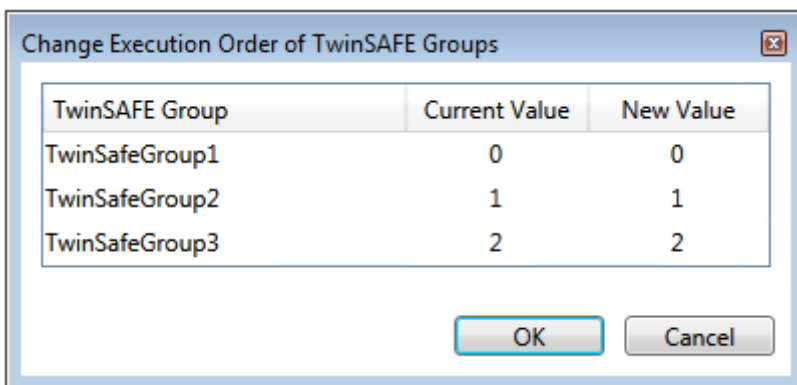 Change Execution Order of TwinSAFE Groups
TwinSAFE Group Current Value New Value
TwinSafeGroup1 0 0
TwinSafeGroup2 1 1
TwinSafeGroup3 2 2
OK Cancel